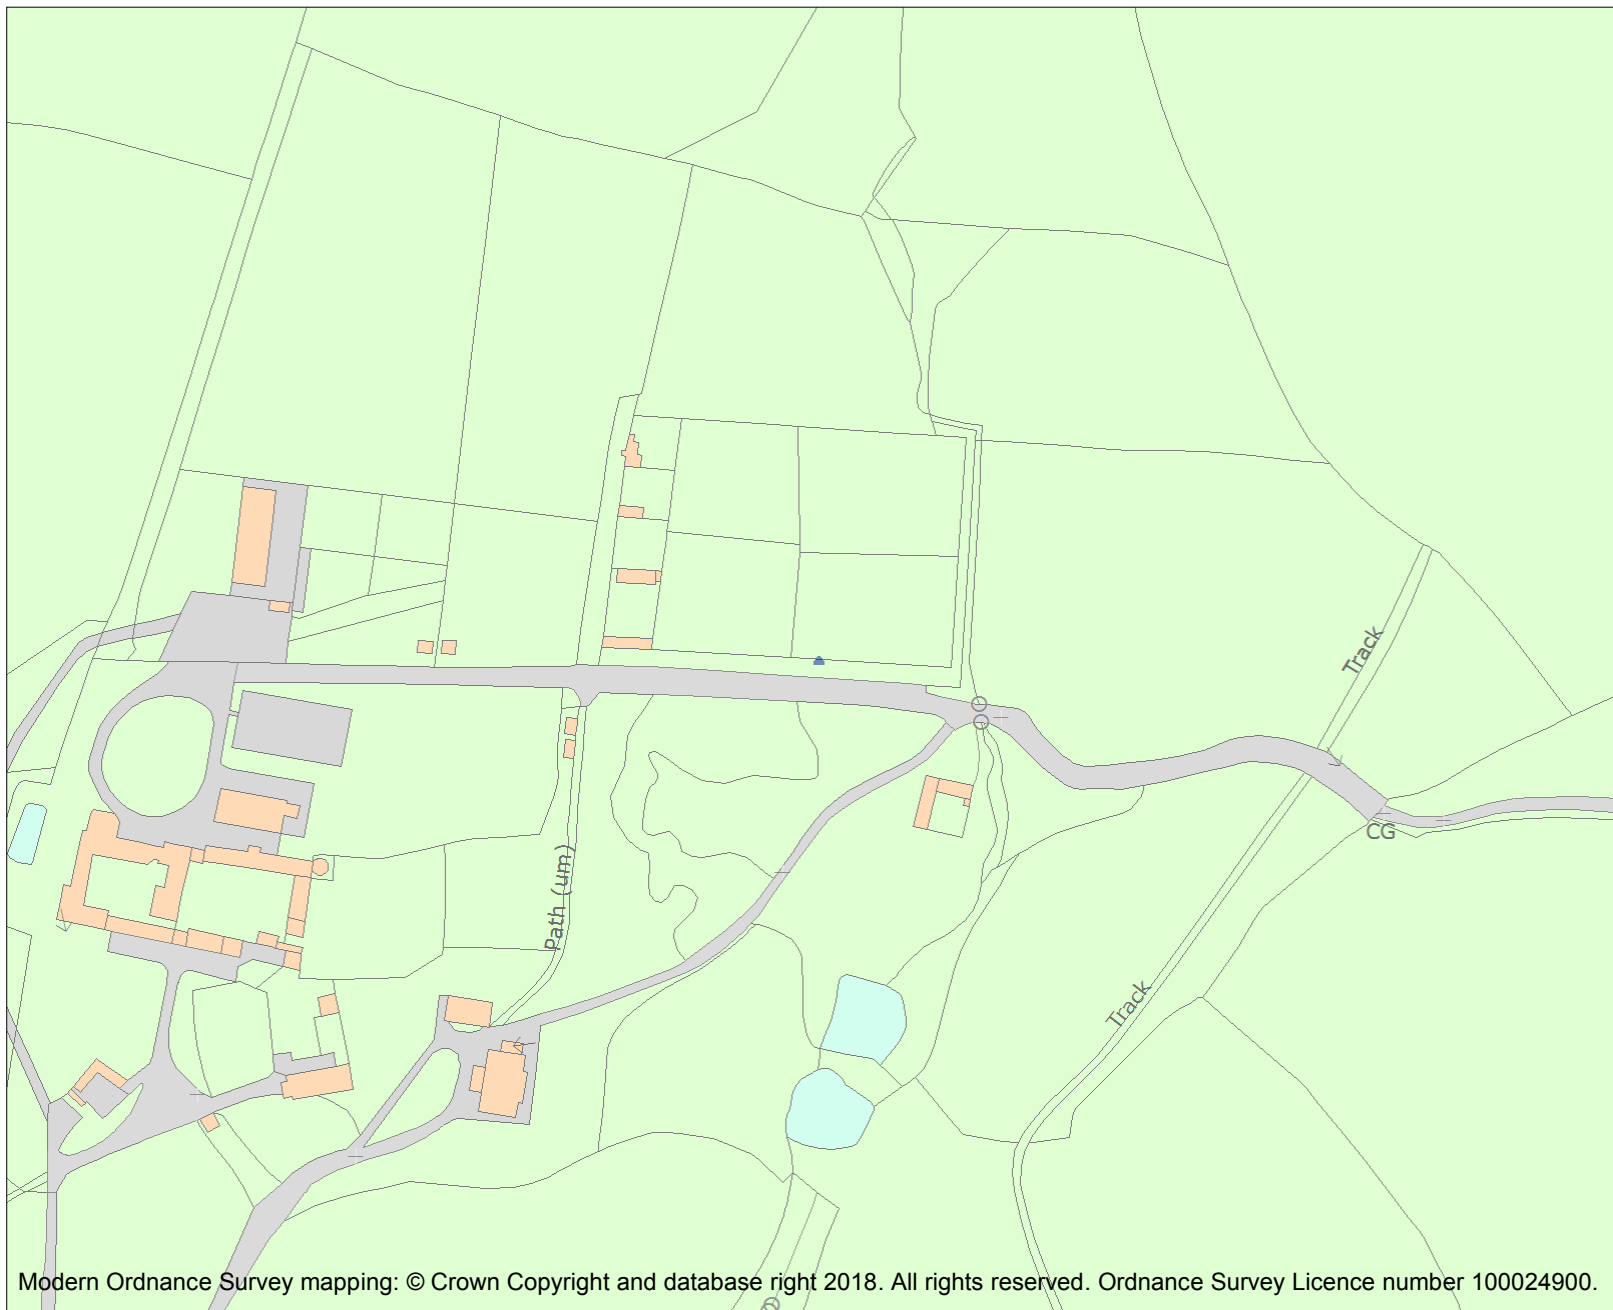 Track
CG
Path (um)
Track
Modern Ordnance Survey mapping: © Crown Copyright and database right 2018. All rights reserved. Ordnance Survey Licence number 100024900.